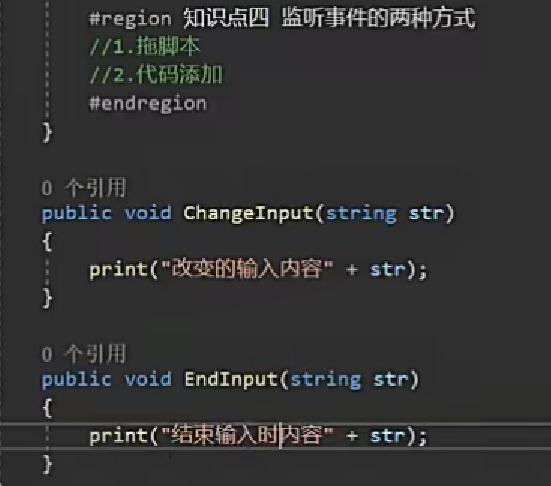 #region 知识点四 监听事件的两种方式
//1.拖脚本
//2.代码添加
#endregion
}
0 个引用
public void ChangeInput(string str)
{
print("改变的输入内容" + str);
}
0 个引用
public void EndInput(string str)
{
print("结束输入时内容" + str);
}